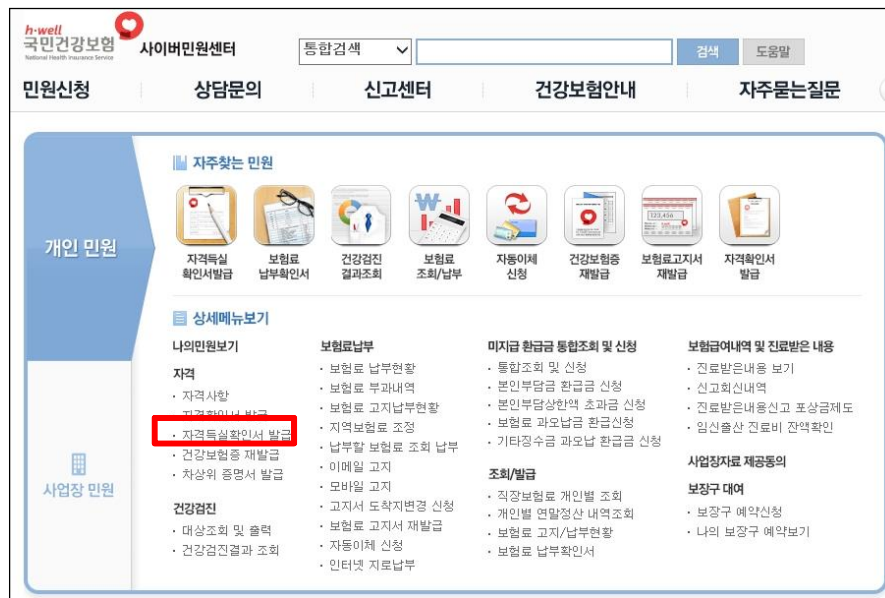 h·well
국민건강보험
National Health Insurance Service
사이버민원센터
통합검색
검색
도움말
민원신청
상담문의
신고센터
건강보험안내
자주묻는질문
개인 민원
사업장 민원
자주찾는 민원
자격득실
확인서발급
보험료
납부확인서
건강검진
결과조회
보험료
조회/납부
자동이체
신청
건강보험증
재발급
보험료고지서
재발급
자격확인서
발급
상세메뉴보기
나의민원보기
자격
· 자격사항
· 자격확인서 발급
· 자격득실확인서 발급
· 건강보험증 재발급
· 차상위 증명서 발급
건강검진
· 대상조회 및 출력
· 건강검진결과 조회
보험료납부
· 보험료 납부현황
· 보험료 부과내역
· 보험료 고지납부현황
· 지역보험료 조정
· 납부할 보험료 조회 납부
· 이메일 고지
· 모바일 고지
· 고지서 도착지변경 신청
· 보험료 고지서 재발급
· 자동이체 신청
· 인터넷 지로납부
미지급 환급금 통합조회 및 신청
· 통합조회 및 신청
· 본인부담금 환급금 신청
· 본인부담상한액 초과금 신청
· 보험료 과오납금 환급신청
· 기타징수금 과오납 환급금 신청
조회/발급
· 직장보험료 개인별 조회
· 개인별 연말정산 내역조회
· 보험료 고지/납부현황
· 보험료 납부확인서
보험급여내역 및 진료받은 내용
· 진료받은내용 보기
· 신고회신내역
· 진료받은내용신고 포상금제도
· 임신출산 진료비 잔액확인
사업장자료 제공동의
보장구 대여
· 보장구 예약신청
· 나의 보장구 예약보기